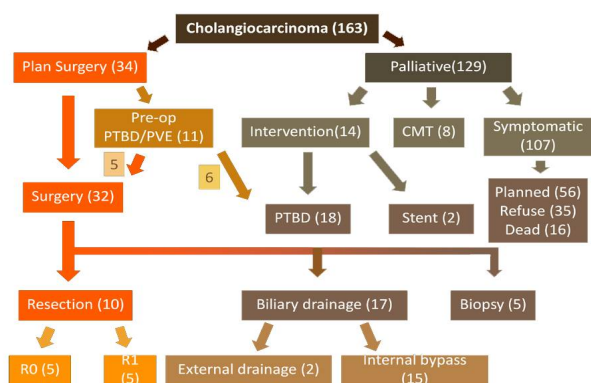 Cholangiocarcinoma (163)
Plan Surgery (34)
Palliative(129)
Pre-op
PTBD/PVE (11)
Intervention(14)
CMT (8)
Symptomatic
(107)
5
6
Surgery (32)
PTBD (18)
Stent (2)
Planned (56)
Refuse (35)
Dead (16)
Resection (10)
Biliary drainage (17)
Biopsy (5)
R0 (5)
R1
(5)
External drainage (2)
Internal bypass
(15)